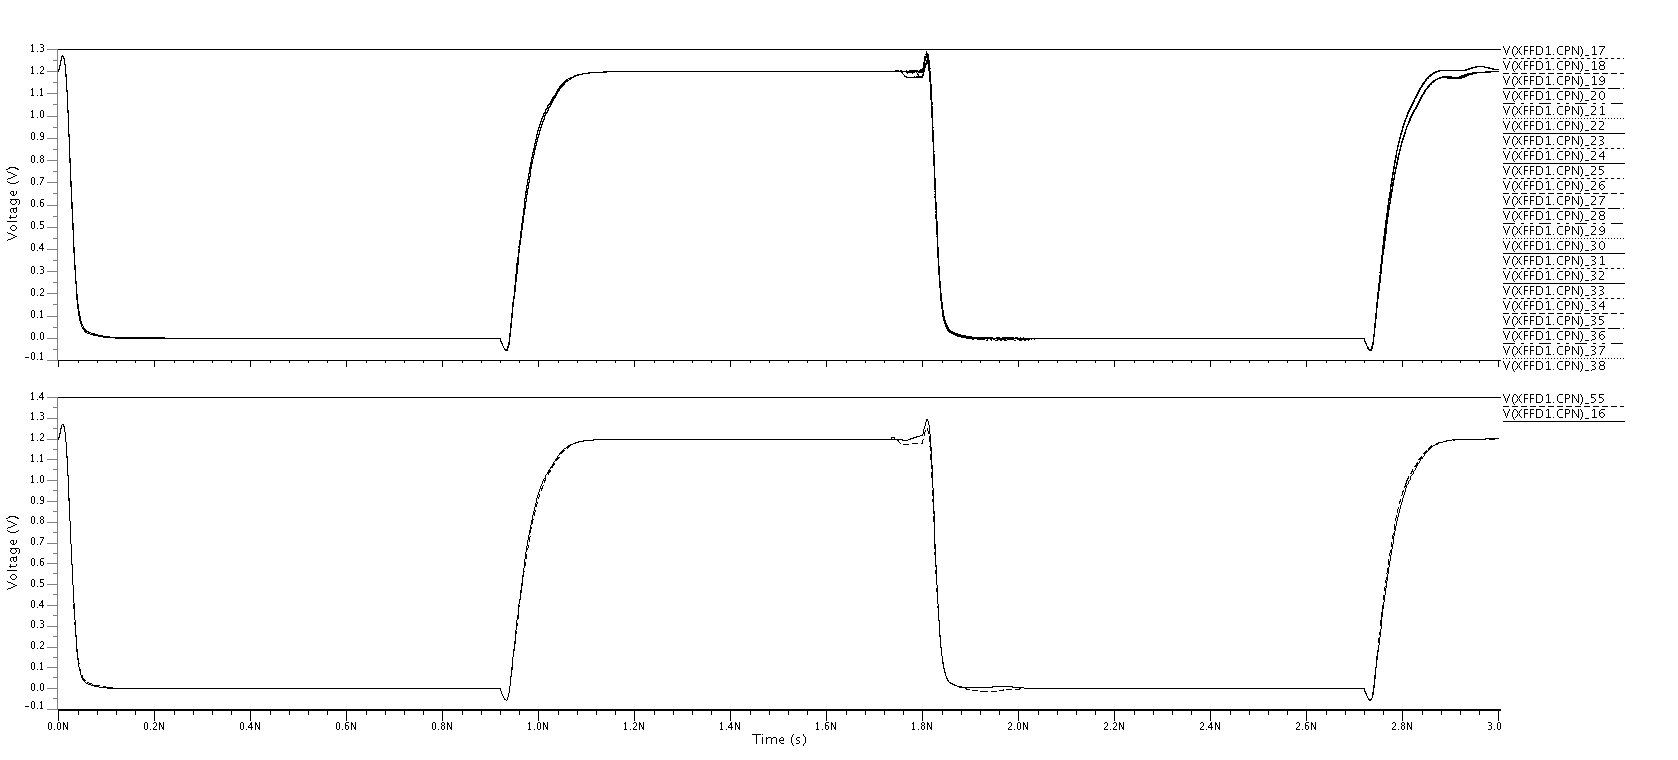 1.3
1.2
1.1
1.0
0.9
0.8
0.7
0.6
0.5
0.4
0.3
0.2
0.1
0.0
-0.1
Voltage (V)
V(XFFD1.CPN)_17
V(XFFD1.CPN)_18
V(XFFD1.CPN)_19
V(XFFD1.CPN)_20
V(XFFD1.CPN)_21
V(XFFD1.CPN)_22
V(XFFD1.CPN)_23
V(XFFD1.CPN)_24
V(XFFD1.CPN)_25
V(XFFD1.CPN)_26
V(XFFD1.CPN)_27
V(XFFD1.CPN)_28
V(XFFD1.CPN)_29
V(XFFD1.CPN)_30
V(XFFD1.CPN)_31
V(XFFD1.CPN)_32
V(XFFD1.CPN)_33
V(XFFD1.CPN)_34
V(XFFD1.CPN)_35
V(XFFD1.CPN)_36
V(XFFD1.CPN)_37
V(XFFD1.CPN)_38
1.4
1.3
1.2
1.1
1.0
0.9
0.8
0.7
0.6
0.5
0.4
0.3
0.2
0.1
0.0
-0.1
Voltage (V)
V(XFFD1.CPN)_55
V(XFFD1.CPN)_16
0.0N 0.2N 0.4N 0.6N 0.8N 1.0N 1.2N 1.4N 1.6N 1.8N 2.0N 2.2N 2.4N 2.6N 2.8N 3.0
Time (s)